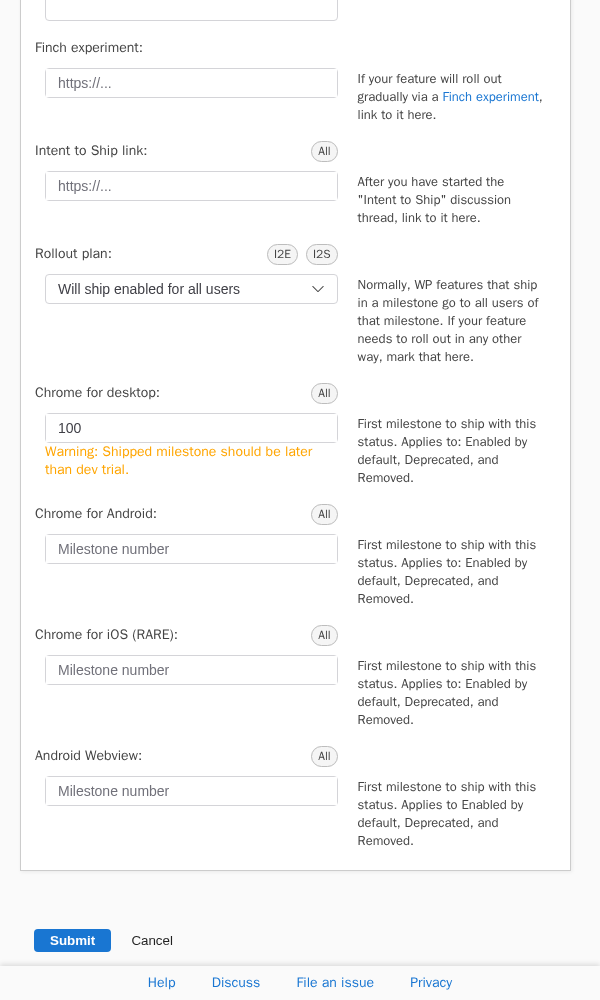 Finch experiment:
https://...
If your feature will roll out
gradually via a Finch experiment,
link to it here.
Intent to Ship link:
All
https://...
After you have started the
"Intent to Ship" discussion
thread, link to it here.
Rollout plan:
I2E
I2S
Will ship enabled for all users
Normally, WP features that ship
in a milestone go to all users of
that milestone. If your feature
needs to roll out in any other
way, mark that here.
Chrome for desktop:
All
100
Warning: Shipped milestone should be later
than dev trial.
First milestone to ship with this
status. Applies to: Enabled by
default, Deprecated, and
Removed.
Chrome for Android:
All
Milestone number
First milestone to ship with this
status. Applies to: Enabled by
default, Deprecated, and
Removed.
Chrome for iOS (RARE):
All
Milestone number
First milestone to ship with this
status. Applies to: Enabled by
default, Deprecated, and
Removed.
Android Webview:
All
Milestone number
First milestone to ship with this
status. Applies to Enabled by
default, Deprecated, and
Removed.
Submit
Cancel
Help
Discuss
File an issue
Privacy